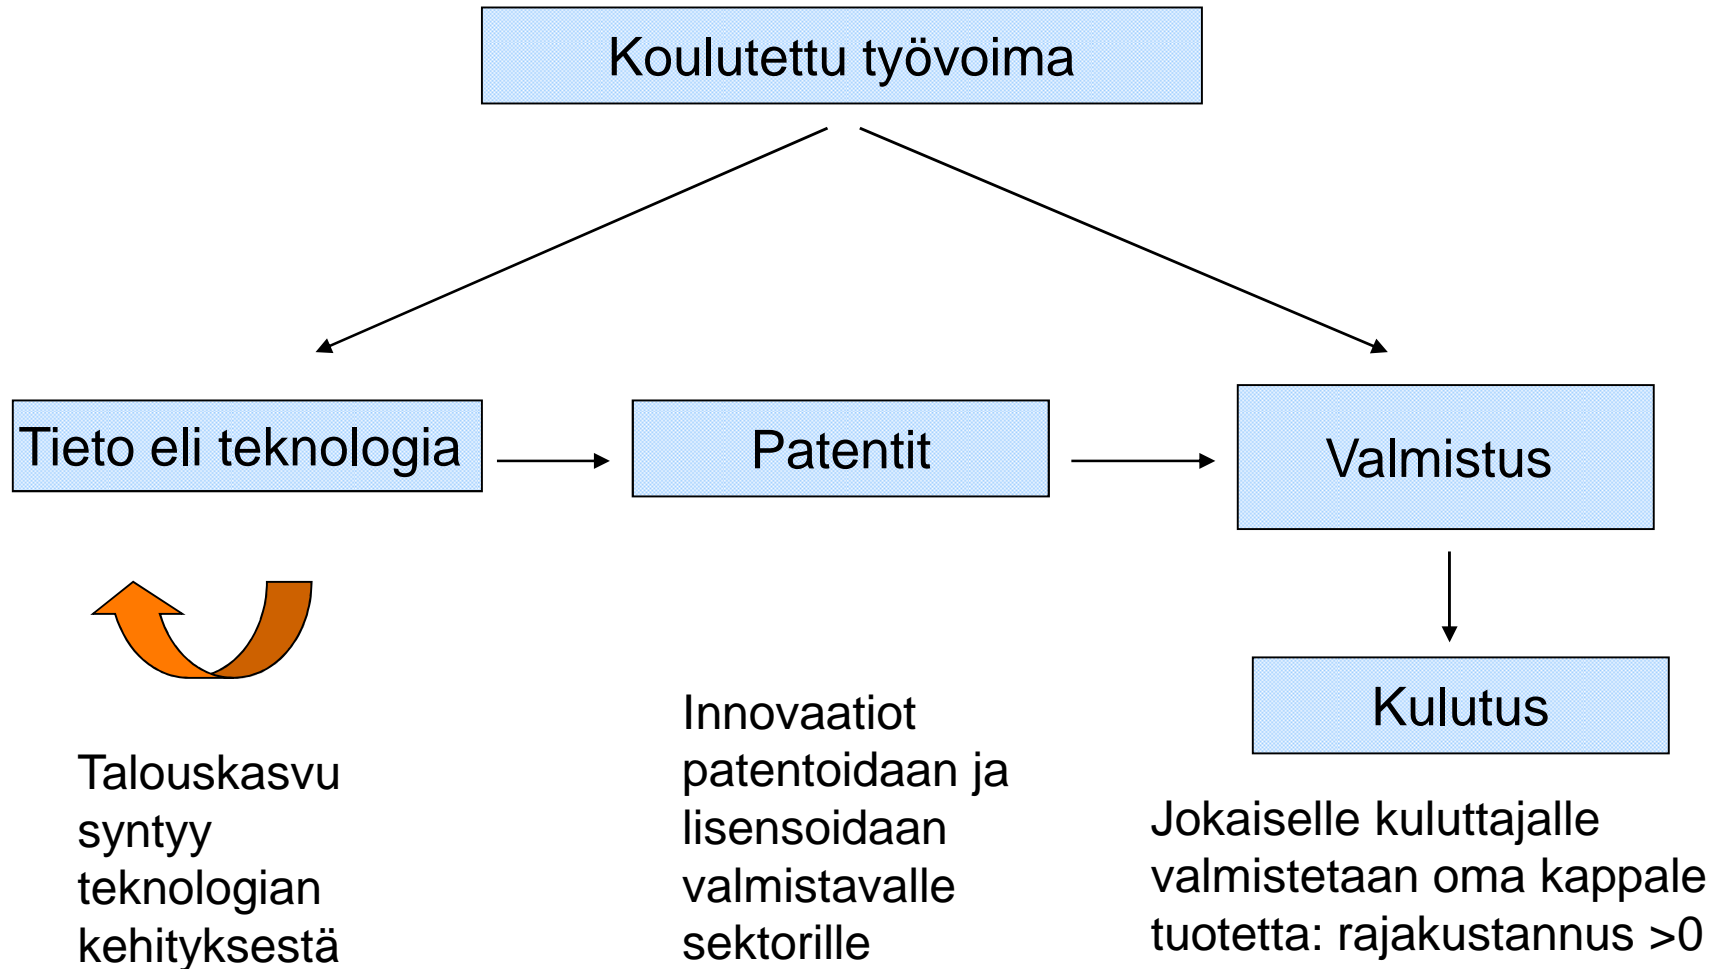 Koulutettu työvoima
Tieto eli teknologia
Patentit
Valmistus
Kulutus
Talouskasvu
syntyy
teknologian
kehityksestä
Innovaatiot
patentoidaan ja
lisensoidaan
valmistavalle
sektorille
Jokaiselle kuluttajalle
valmistetaan oma kappale
tuotetta: rajakustannus >0